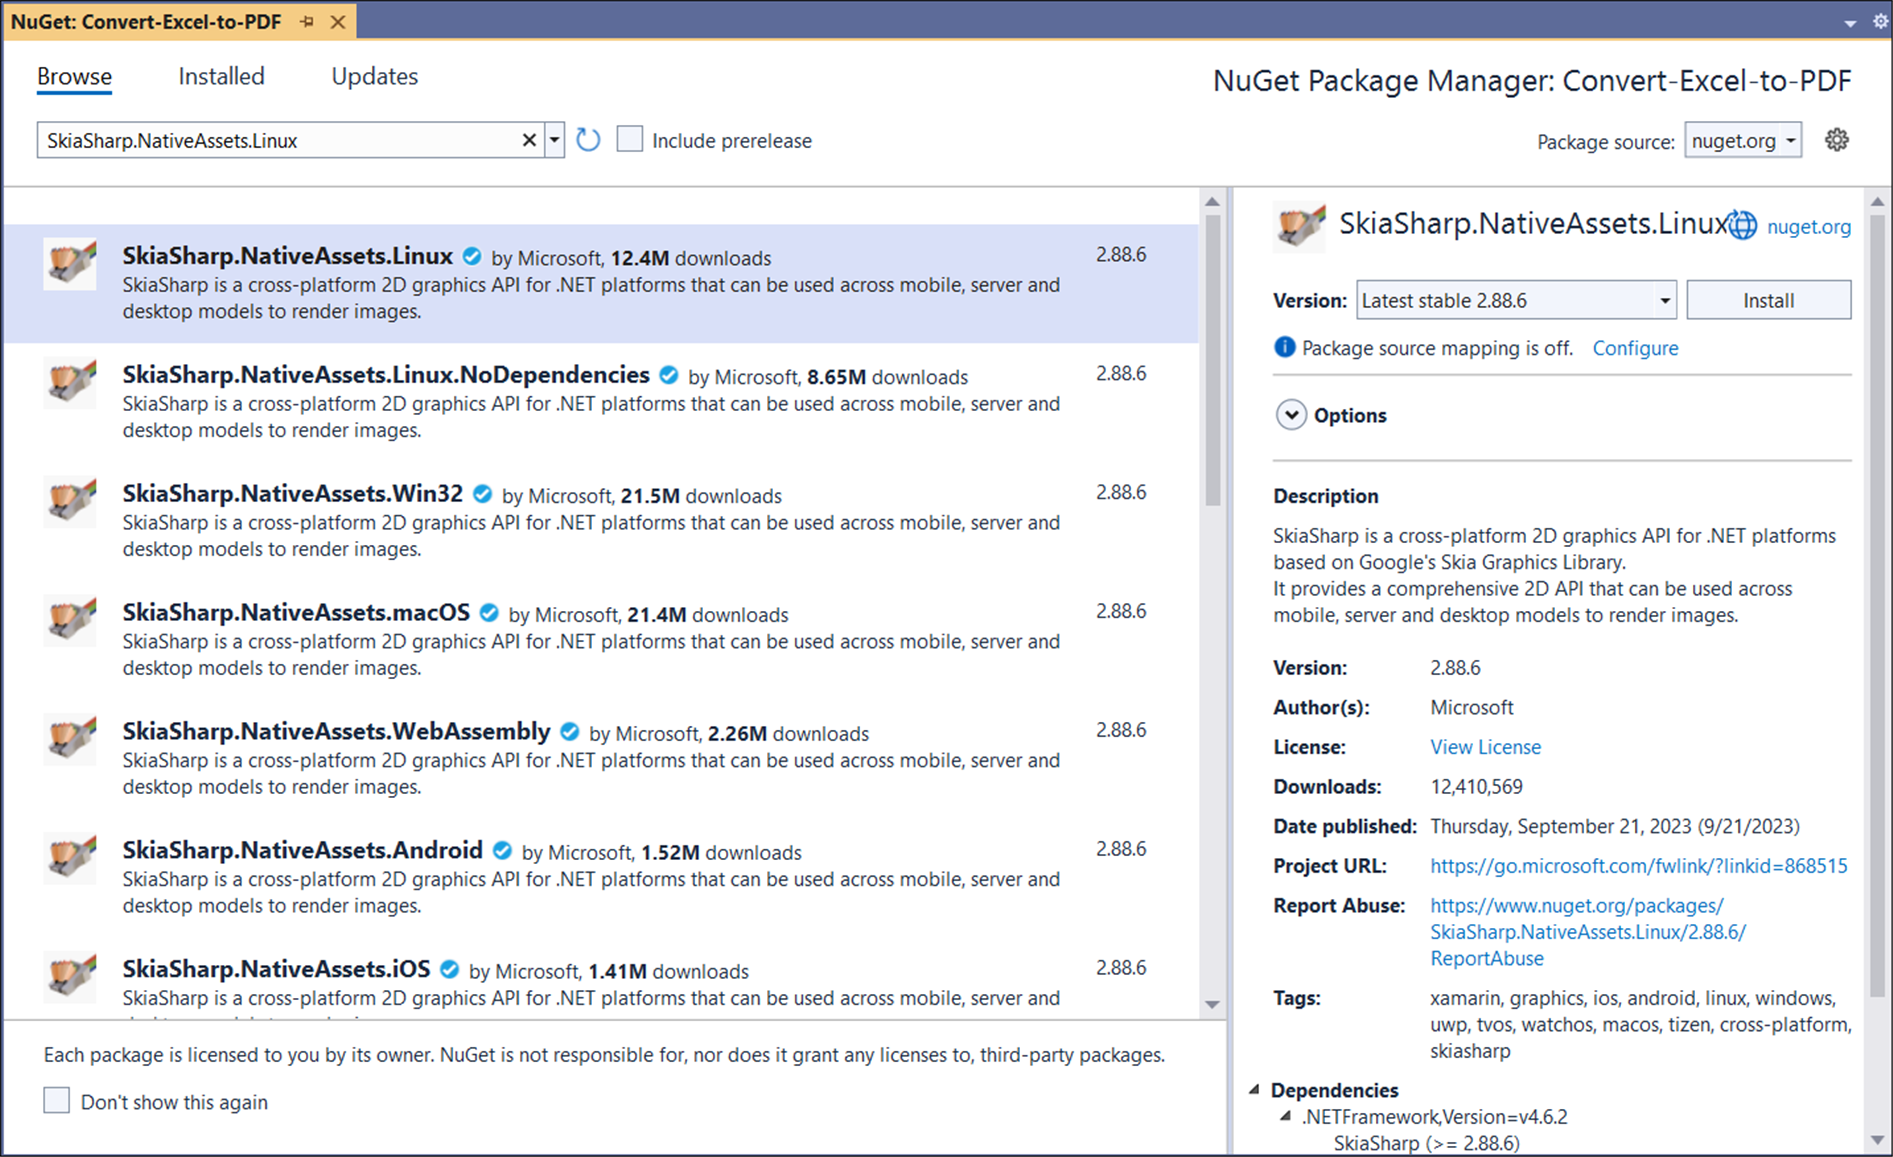 NuGet: Convert-Excel-to-PDF
Browse
Installed
Updates
NuGet Package Manager: Convert-Excel-to-PDF
SkiaSharp.NativeAssets.Linux
Include prerelease
Package source:
nuget.org
SkiaSharp.NativeAssets.Linux by Microsoft, 12.4M downloads 2.88.6
SkiaSharp is a cross-platform 2D graphics API for .NET platforms that can be used across mobile, server and
desktop models to render images.
SkiaSharp.NativeAssets.Linux.NoDependencies by Microsoft, 8.65M downloads 2.88.6
SkiaSharp is a cross-platform 2D graphics API for .NET platforms that can be used across mobile, server and
desktop models to render images.
SkiaSharp.NativeAssets.Win32 by Microsoft, 21.5M downloads 2.88.6
SkiaSharp is a cross-platform 2D graphics API for .NET platforms that can be used across mobile, server and
desktop models to render images.
SkiaSharp.NativeAssets.macOS by Microsoft, 21.4M downloads 2.88.6
SkiaSharp is a cross-platform 2D graphics API for .NET platforms that can be used across mobile, server and
desktop models to render images.
SkiaSharp.NativeAssets.WebAssembly by Microsoft, 2.26M downloads 2.88.6
SkiaSharp is a cross-platform 2D graphics API for .NET platforms that can be used across mobile, server and
desktop models to render images.
SkiaSharp.NativeAssets.Android by Microsoft, 1.52M downloads 2.88.6
SkiaSharp is a cross-platform 2D graphics API for .NET platforms that can be used across mobile, server and
desktop models to render images.
SkiaSharp.NativeAssets.iOS by Microsoft, 1.41M downloads 2.88.6
SkiaSharp is a cross-platform 2D graphics API for .NET platforms that can be used across mobile, server and
Each package is licensed to you by its owner. NuGet is not responsible for, nor does it grant any licenses to, third-party packages.
Don't show this again
SkiaSharp.NativeAssets.Linux nuget.org
Version: Latest stable 2.88.6 Install
Package source mapping is off. Configure
Options
Description
SkiaSharp is a cross-platform 2D graphics API for .NET platforms
based on Google's Skia Graphics Library.
It provides a comprehensive 2D API that can be used across
mobile, server and desktop models to render images.
Version: 2.88.6
Author(s): Microsoft
License: View License
Downloads: 12,410,569
Date published: Thursday, September 21, 2023 (9/21/2023)
Project URL: https://go.microsoft.com/fwlink/?linkid=868515
Report Abuse: https://www.nuget.org/packages/
SkiaSharp.NativeAssets.Linux/2.88.6/
ReportAbuse
Tags: xamarin, graphics, ios, android, linux, windows,
uwp, tvos, watchos, macos, tizen, cross-platform,
skiasharp
Dependencies
.NETFramework,Version=v4.6.2
SkiaSharp (>= 2.88.6)